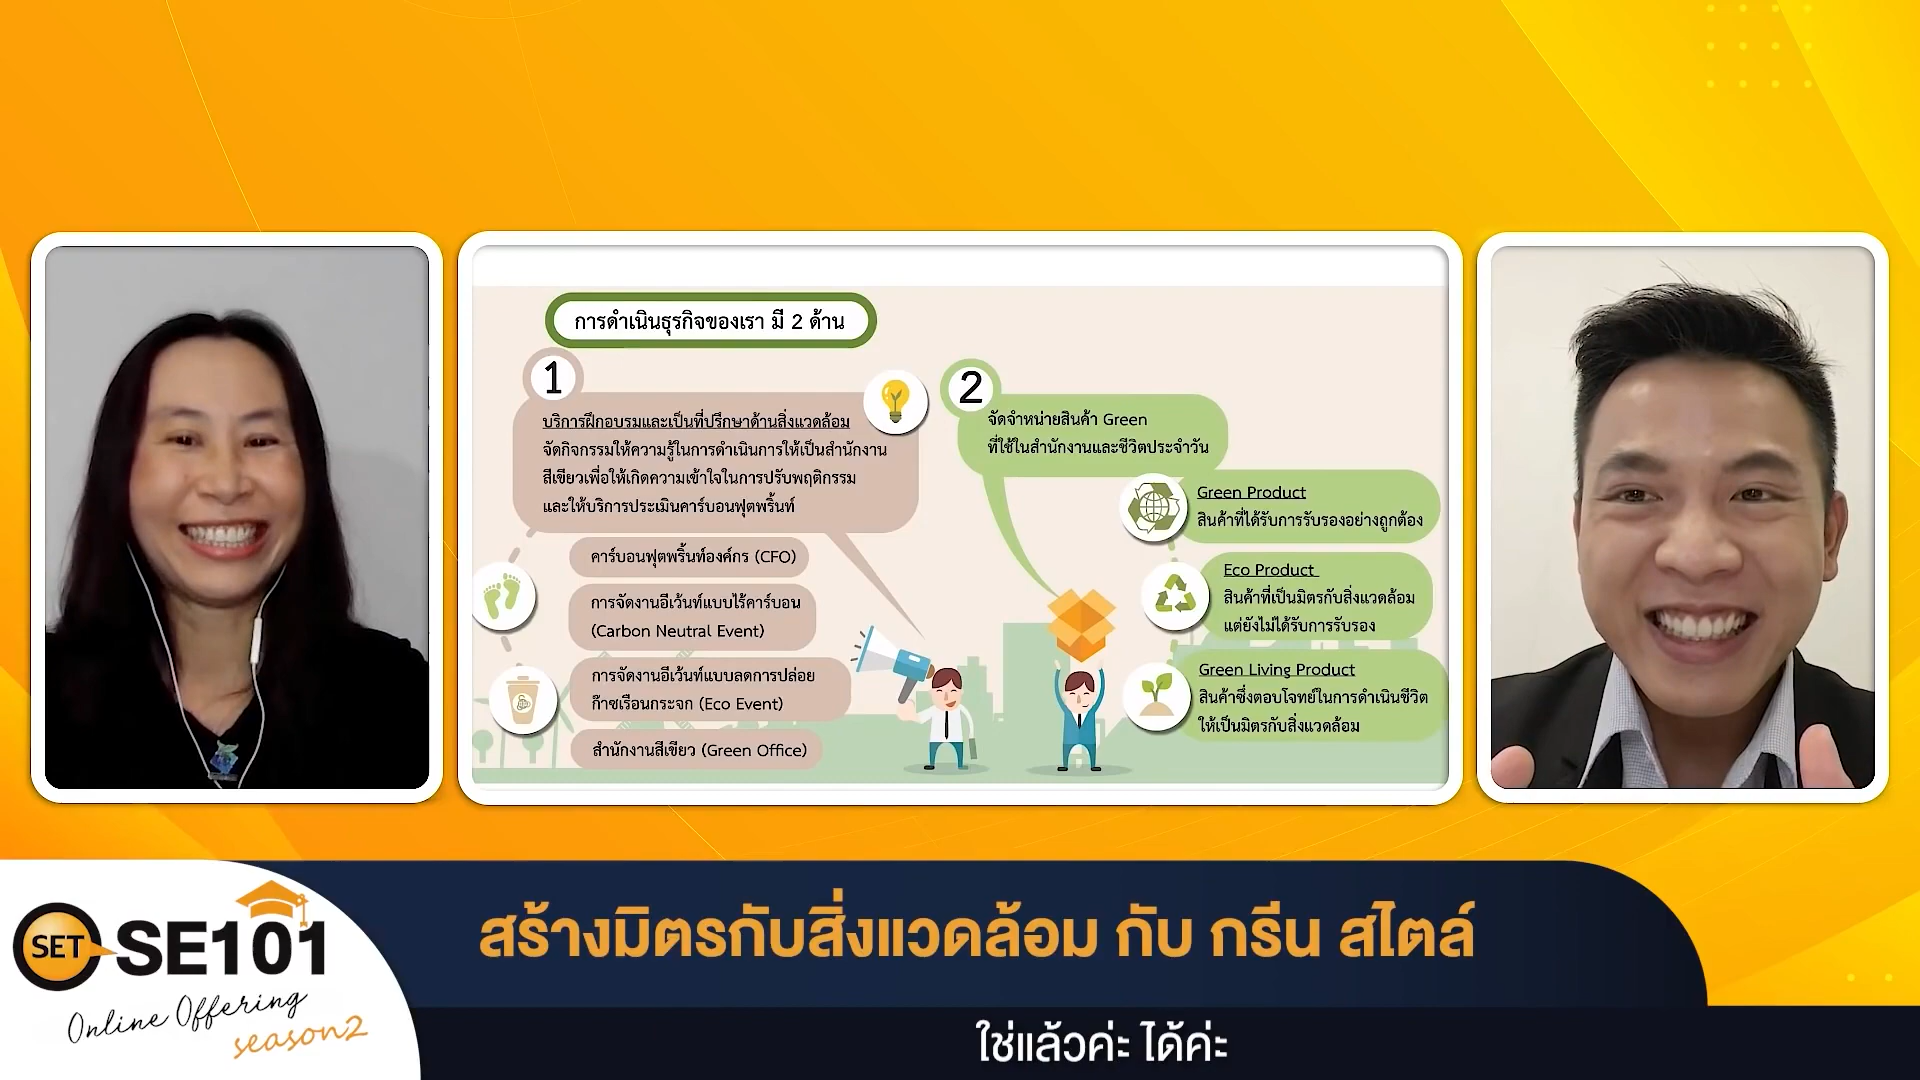 การดำเนินธุรกิจของเรา มี 2 ด้าน
1
บริการฝึกอบรมและเป็นที่ปรึกษาด้านสิ่งแวดล้อม
จัดกิจกรรมให้ความรู้ในการดำเนินการให้เป็นสำนักงาน
สีเขียวเพื่อให้เกิดความเข้าใจในการปรับพฤติกรรม
และให้บริการประเมินคาร์บอนฟุตพริ้นท์
คาร์บอนฟุตพริ้นท์องค์กร (CFO)
การจัดงานอีเว้นท์แบบไร้คาร์บอน
(Carbon Neutral Event)
การจัดงานอีเว้นท์แบบลดการปล่อย
ก๊าซเรือนกระจก (Eco Event)
สำนักงานสีเขียว (Green Office)
2
จัดจำหน่ายสินค้า Green
ที่ใช้ในสำนักงานและชีวิตประจำวัน
Green Product
สินค้าที่ได้รับการรับรองอย่างถูกต้อง
Eco Product
สินค้าที่เป็นมิตรกับสิ่งแวดล้อม
แต่ยังไม่ได้รับการรับรอง
Green Living Product
สินค้าซึ่งตอบโจทย์ในการดำเนินชีวิต
ให้เป็นมิตรกับสิ่งแวดล้อม
SET SE101
Online Offering
season2
สร้างมิตรกับสิ่งแวดล้อม กับ กรีน สไตล์
ใช่แล้วค่ะ ได้ค่ะ